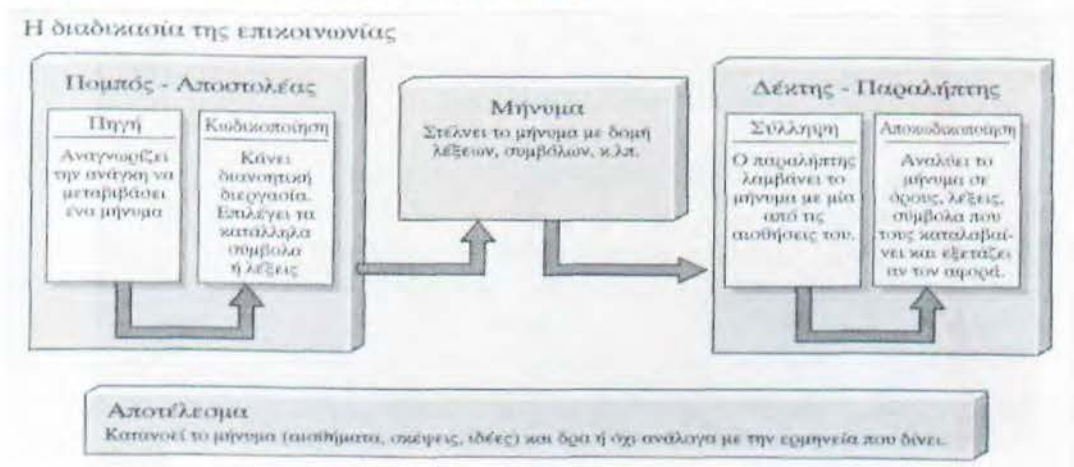 Η διαδικασία της επικοινωνίας
Πομπός - Αποστολέας
Πηγή
Αναγνωρίζει
την ανάγκη να
μεταβιβάσει
ένα μήνυμα
Κωδικοποίηση
Κάνει
διανοητική
διεργασία.
Επιλέγει τα
κατάλληλα
σύμβολα
ή λέξεις
Μήνυμα
Στέλνει το μήνυμα με δομή
λέξεων, συμβόλων, κ.λπ.
Δέκτης - Παραλήπτης
Σύλληψη
Ο παραλήπτης
λαμβάνει το
μήνυμα με μία
από τις
αισθήσεις του.
Αποκωδικοποίηση
Αναλύει το
μήνυμα σε
όρους, λέξεις,
σύμβολα που
τους καταλαβαί-
νει και εξετάζει
αν τον αφορά.
Αποτέλεσμα
Κατανοεί το μήνυμα (αισθήματα, σκέψεις, ιδέες) και δρα ή όχι ανάλογα με την ερμηνεία που δίνει.